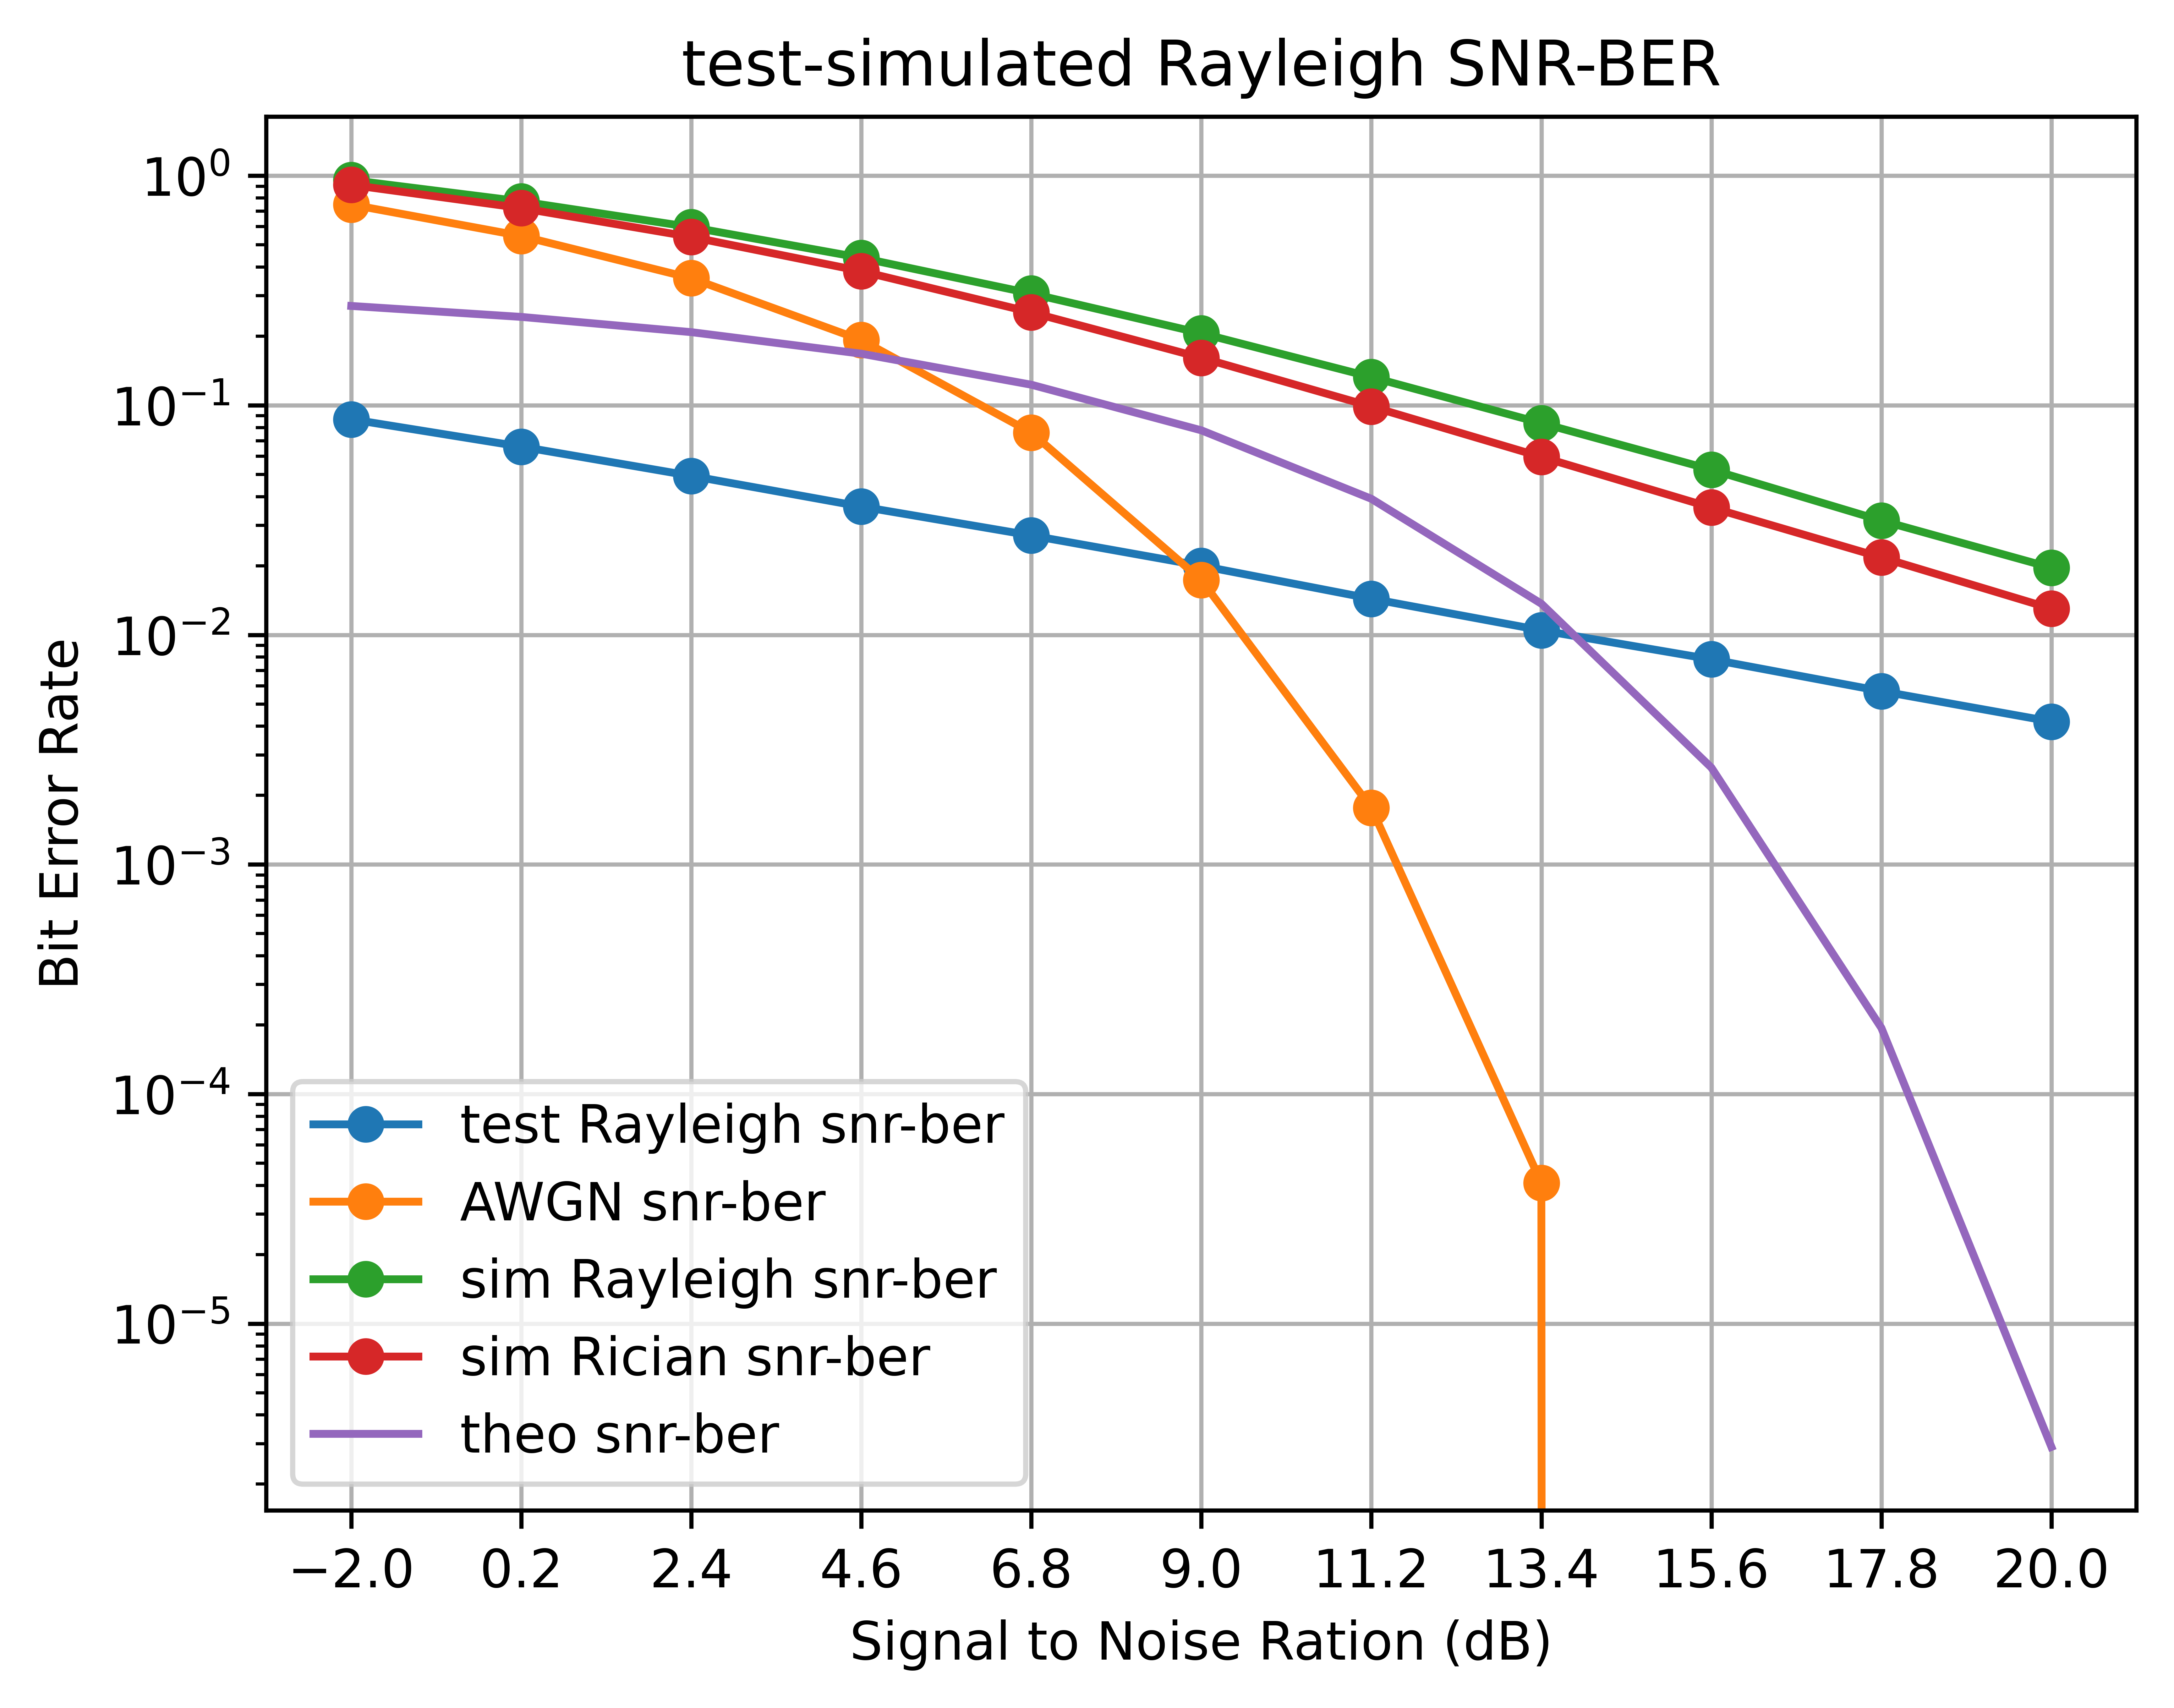 test-simulated Rayleigh SNR-BER
Bit Error Rate
10⁰
10⁻¹
10⁻²
10⁻³
10⁻⁴
10⁻⁵
test Rayleigh snr-ber
AWGN snr-ber
sim Rayleigh snr-ber
sim Rician snr-ber
theo snr-ber
−2.0 0.2 2.4 4.6 6.8 9.0 11.2 13.4 15.6 17.8 20.0
Signal to Noise Ration (dB)